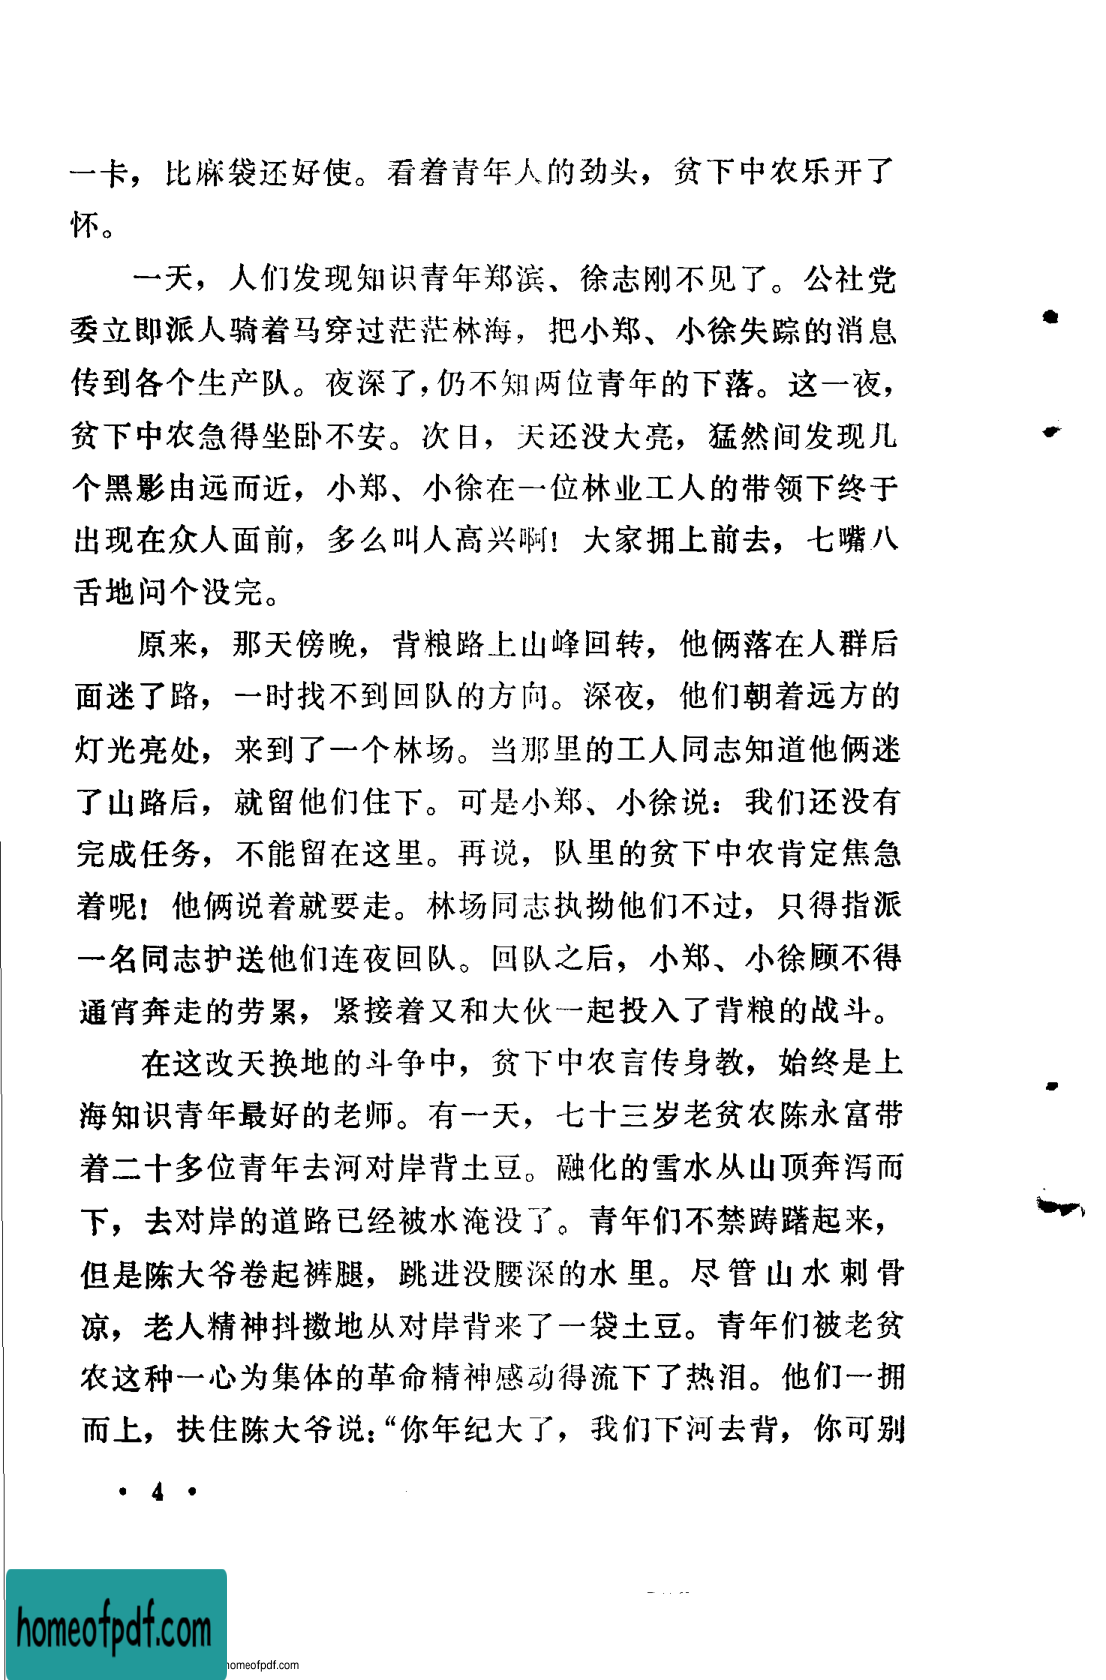 一卡，比麻袋还好使。看着青年人的劲头，贫下中农乐开了
怀。
一天，人们发现知识青年郑滨、徐志刚不见了。公社党
委立即派人骑着马穿过茫茫林海，把小郑、小徐失踪的消息
传到各个生产队。夜深了，仍不知两位青年的下落。这一夜，
贫下中农急得坐卧不安。次日，天还没大亮，猛然间发现几
个黑影由远而近，小郑、小徐在一位林业工人的带领下终于
出现在众人面前，多么叫人高兴啊！大家拥上前去，七嘴八
舌地问个没完。
原来，那天傍晚，背粮路上山峰回转，他俩落在人群后
面迷了路，一时找不到回队的方向。深夜，他们朝着远方的
灯光亮处，来到了一个林场。当那里的工人同志知道他俩迷
了山路后，就留他们住下。可是小郑、小徐说：我们还没有
完成任务，不能留在这里。再说，队里的贫下中农肯定焦急
着呢！他俩说着就要走。林场同志执拗他们不过，只得指派
一名同志护送他们连夜回队。回队之后，小郑、小徐顾不得
通宵奔走的劳累，紧接着又和大伙一起投入了背粮的战斗。
在这改天换地的斗争中，贫下中农言传身教，始终是上
海知识青年最好的老师。有一天，七十三岁老贫农陈永富带
着二十多位青年去河对岸背土豆。融化的雪水从山顶奔泻而
下，去对岸的道路已经被水淹没了。青年们不禁踌躇起来，
但是陈大爷卷起裤腿，跳进没腰深的水里。尽管山水刺骨
凉，老人精神抖擞地从对岸背来了一袋土豆。青年们被老贫
农这种一心为集体的革命精神感动得流下了热泪。他们一拥
而上，扶住陈大爷说：“你年纪大了，我们下河去背，你可别
• 4 •
homeofpdf.com
homeofpdf.com